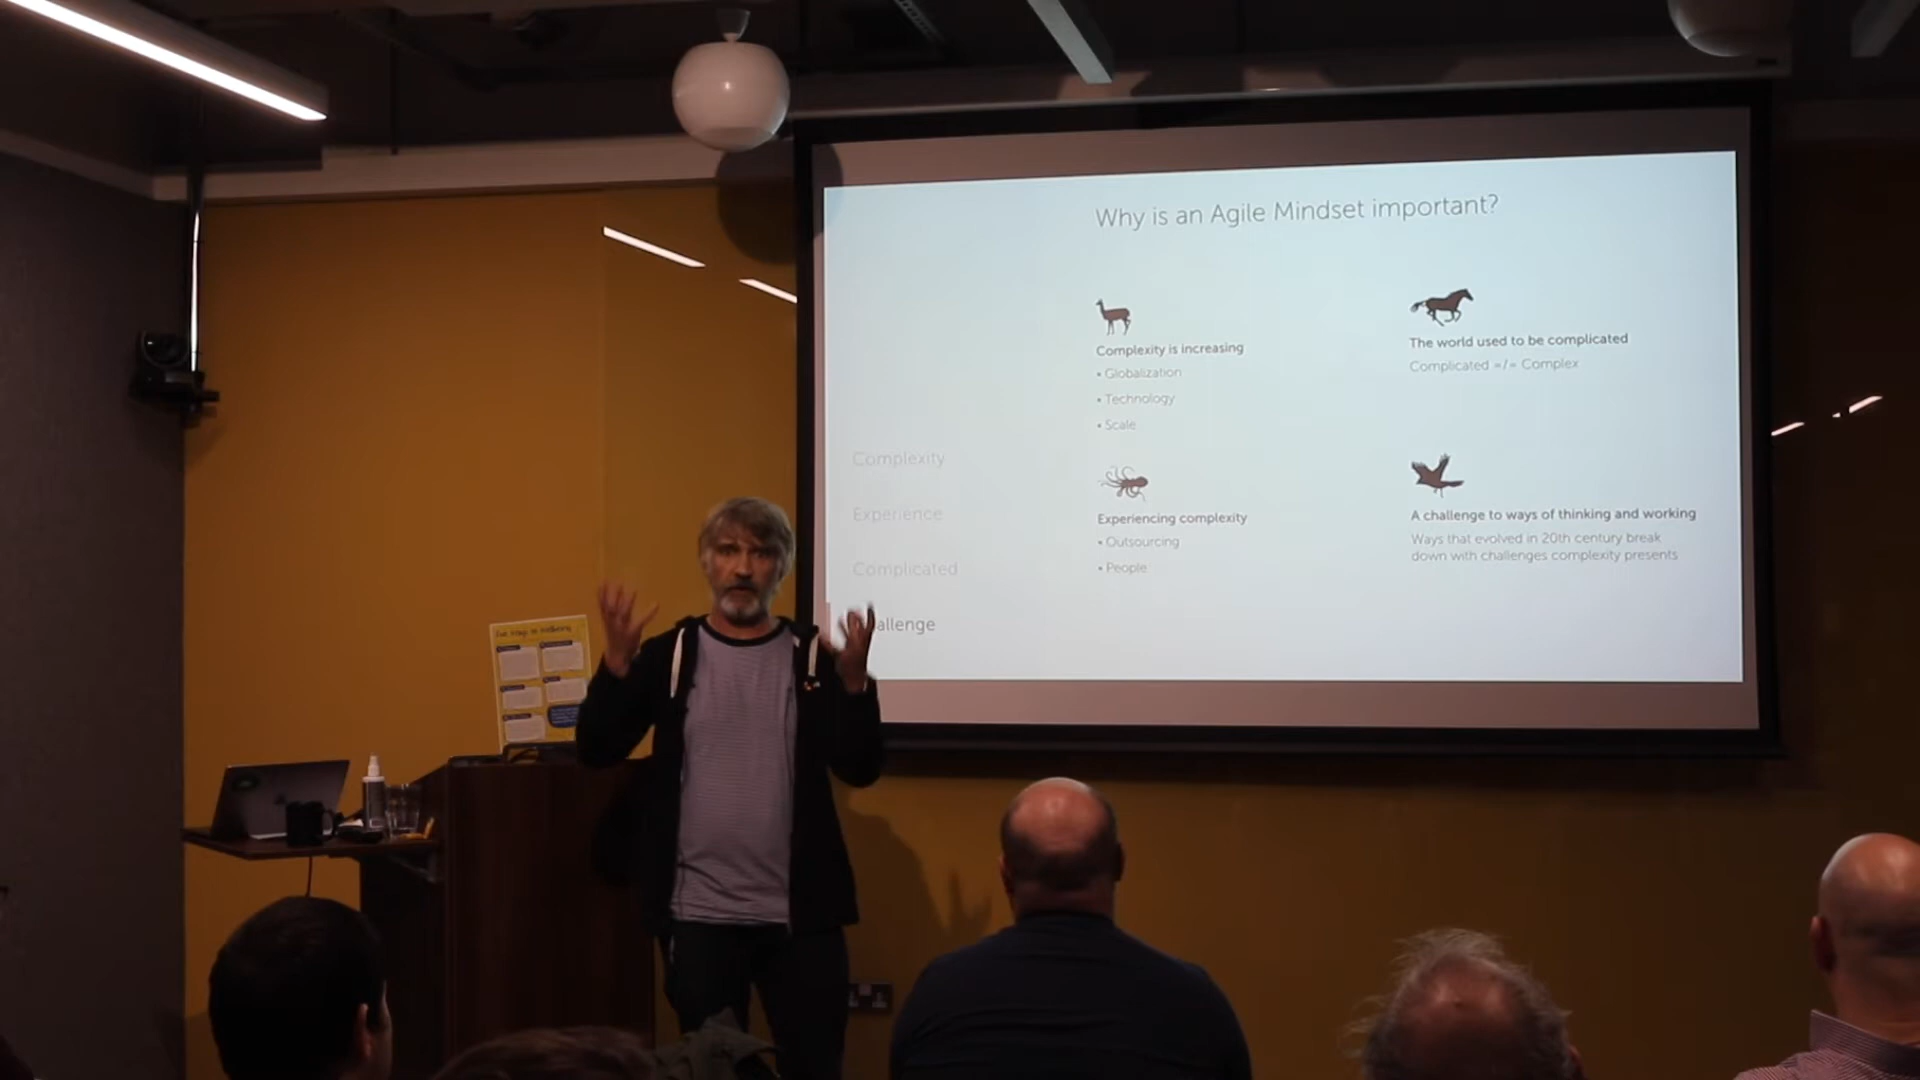 Why is an Agile Mindset important?
Complexity is increasing
• Globalization
• Technology
• Scale
The world used to be complicated
Complicated =/= Complex
Experiencing complexity
• Outsourcing
• People
A challenge to ways of thinking and working
Ways that evolved in 20th century break
down with challenges complexity presents
Complexity
Experience
Complicated
allenge